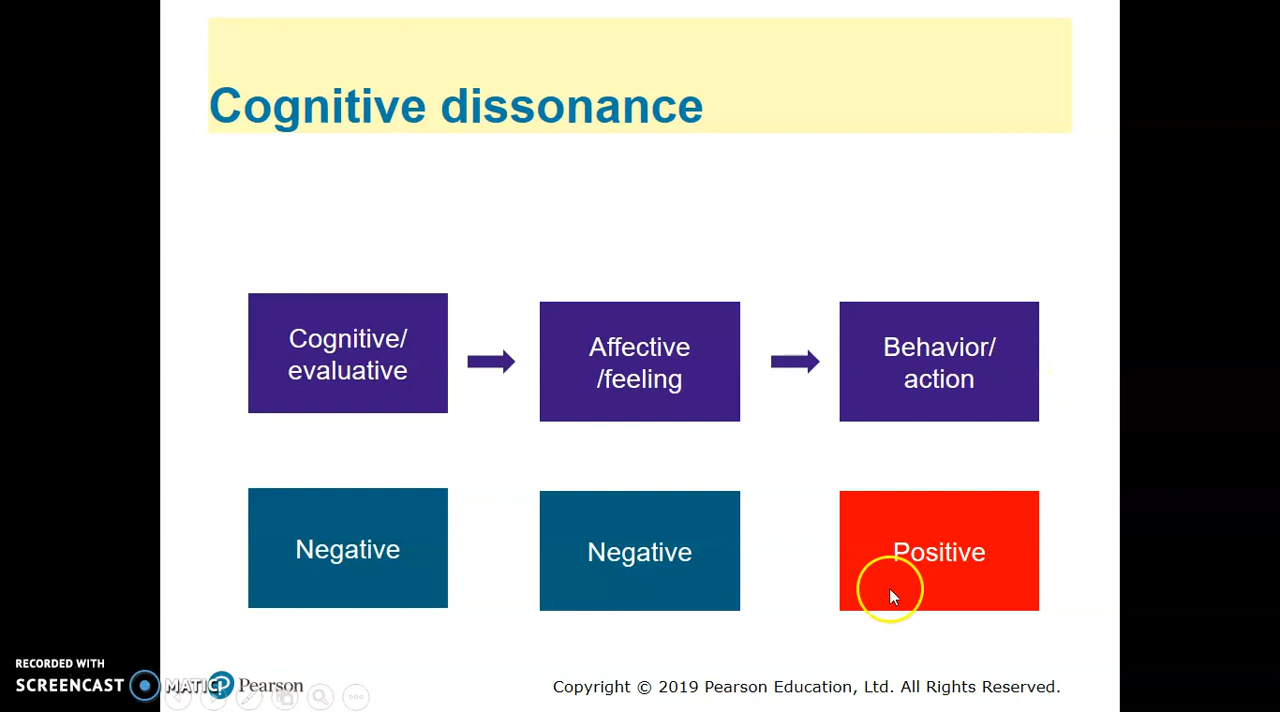 Cognitive dissonance
Cognitive/
evaluative
Affective
/feeling
Behavior/
action
Negative
Negative
Positive
RECORDED WITH
SCREENCAST MATIC
Pearson
Copyright © 2019 Pearson Education, Ltd. All Rights Reserved.